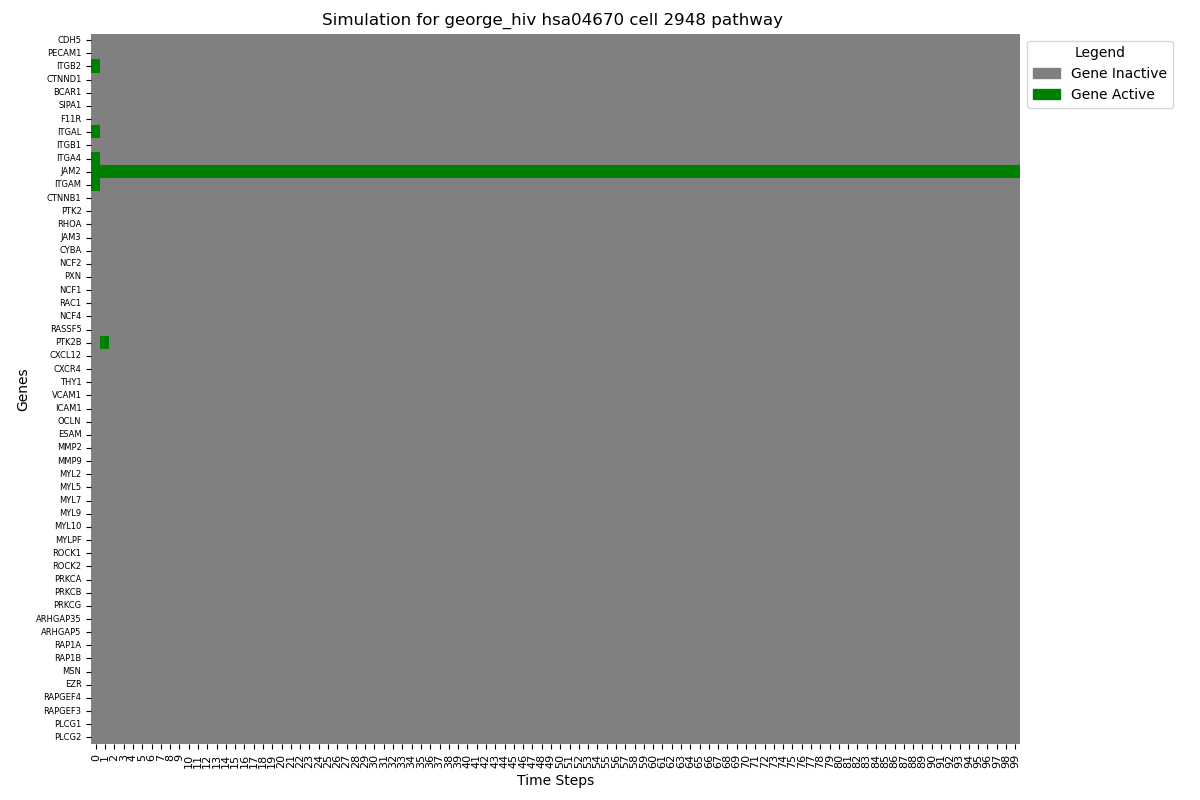 Simulation for george_hiv hsa04670 cell 2948 pathway
Legend
Gene Inactive
Gene Active
Genes
CDH5
PECAM1
ITGB2
CTNND1
BCAR1
SIPA1
F11R
ITGAL
ITGB1
ITGA4
JAM2
ITGAM
CTNNB1
PTK2
RHOA
JAM3
CYBA
NCF2
PXN
NCF1
RAC1
NCF4
RASSF5
PTK2B
CXCL12
CXCR4
THY1
VCAM1
ICAM1
OCLN
ESAM
MMP2
MMP9
MYL2
MYL5
MYL7
MYL9
MYL10
MYLPF
ROCK1
ROCK2
PRKCA
PRKCB
PRKCG
ARHGAP35
ARHGAP5
RAP1A
RAP1B
MSN
EZR
RAPGEF4
RAPGEF3
PLCG1
PLCG2
0 1 2 3 4 5 6 7 8 9 10 11 12 13 14 15 16 17 18 19 20 21 22 23 24 25 26 27 28 29 30 31 32 33 34 35 36 37 38 39 40 41 42 43 44 45 46 47 48 49 50 51 52 53 54 55 56 57 58 59 60 61 62 63 64 65 66 67 68 69 70 71 72 73 74 75 76 77 78 79 80 81 82 83 84 85 86 87 88 89 90 91 92 93 94 95 96 97 98 99
Time Steps